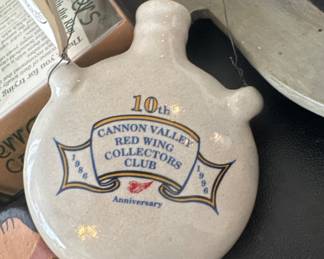 10th
CANNON VALLEY
RED WING
COLLECTORS
CLUB
1986
1996
Anniversary